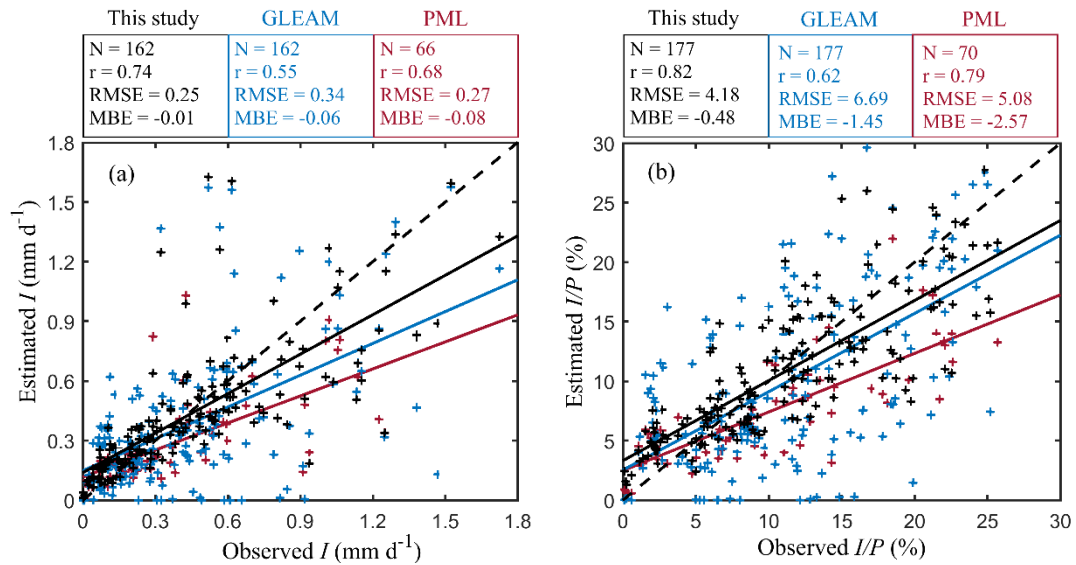 This study GLEAM PML
N = 162 N = 162 N = 66
r = 0.74 r = 0.55 r = 0.68
RMSE = 0.25 RMSE = 0.34 RMSE = 0.27
MBE = -0.01 MBE = -0.06 MBE = -0.08
1.8
(a)
1.5
1.2
0.9
0.6
0.3
0
Estimated I (mm d⁻¹)
0 0.3 0.6 0.9 1.2 1.5 1.8
Observed I (mm d⁻¹)
This study GLEAM PML
N = 177 N = 177 N = 70
r = 0.82 r = 0.62 r = 0.79
RMSE = 4.18 RMSE = 6.69 RMSE = 5.08
MBE = -0.48 MBE = -1.45 MBE = -2.57
30
(b)
25
20
15
10
5
0
Estimated I/P (%)
0 5 10 15 20 25 30
Observed I/P (%)